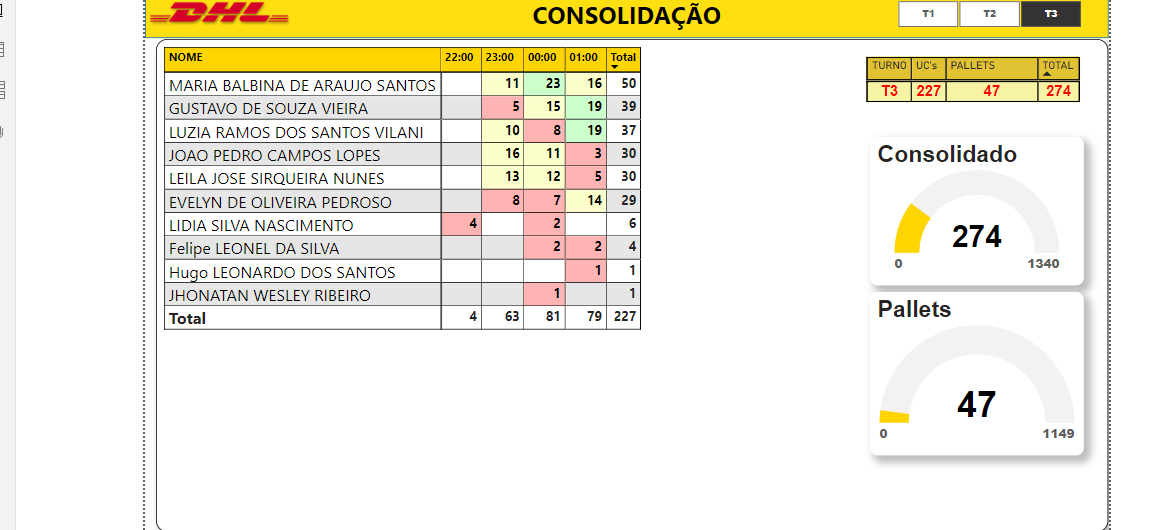 DHL CONSOLIDAÇÃO T1 T2 T3
NOME 22:00 23:00 00:00 01:00 Total
MARIA BALBINA DE ARAUJO SANTOS 11 23 16 50
GUSTAVO DE SOUZA VIEIRA 5 15 19 39
LUZIA RAMOS DOS SANTOS VILANI 10 8 19 37
JOAO PEDRO CAMPOS LOPES 16 11 3 30
LEILA JOSE SIRQUEIRA NUNES 13 12 5 30
EVELYN DE OLIVEIRA PEDROSO 8 7 14 29
LIDIA SILVA NASCIMENTO 4 2 6
Felipe LEONEL DA SILVA 2 2 4
Hugo LEONARDO DOS SANTOS 1 1
JHONATAN WESLEY RIBEIRO 1 1
Total 4 63 81 79 227
TURNO UC's PALLETS TOTAL
T3 227 47 274
Consolidado
274
0 1340
Pallets
47
0 1149